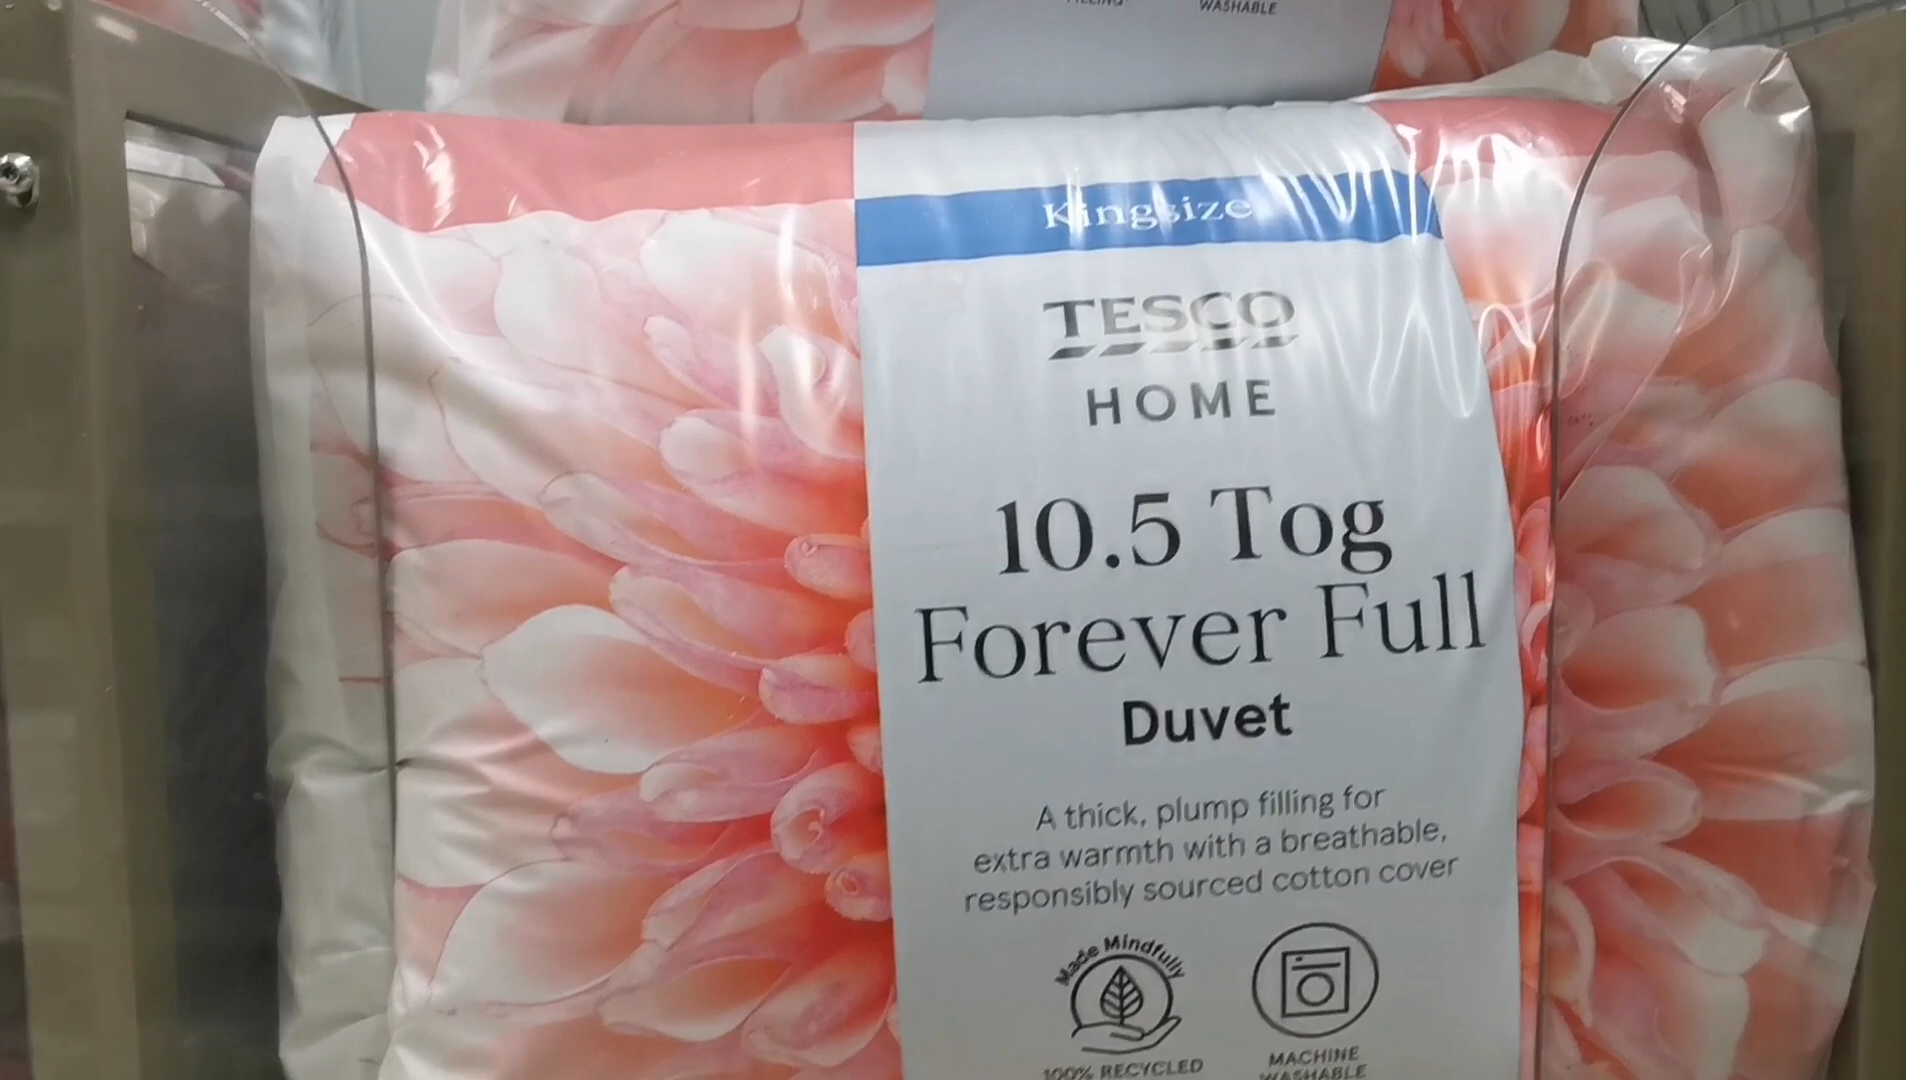 WASHABLE
Kingsize
TESCO
HOME
10.5 Tog
Forever Full
Duvet
A thick, plump filling for
extra warmth with a breathable,
responsibly sourced cotton cover
Made Mindfully
100% RECYCLED
MACHINE
WASHABLE